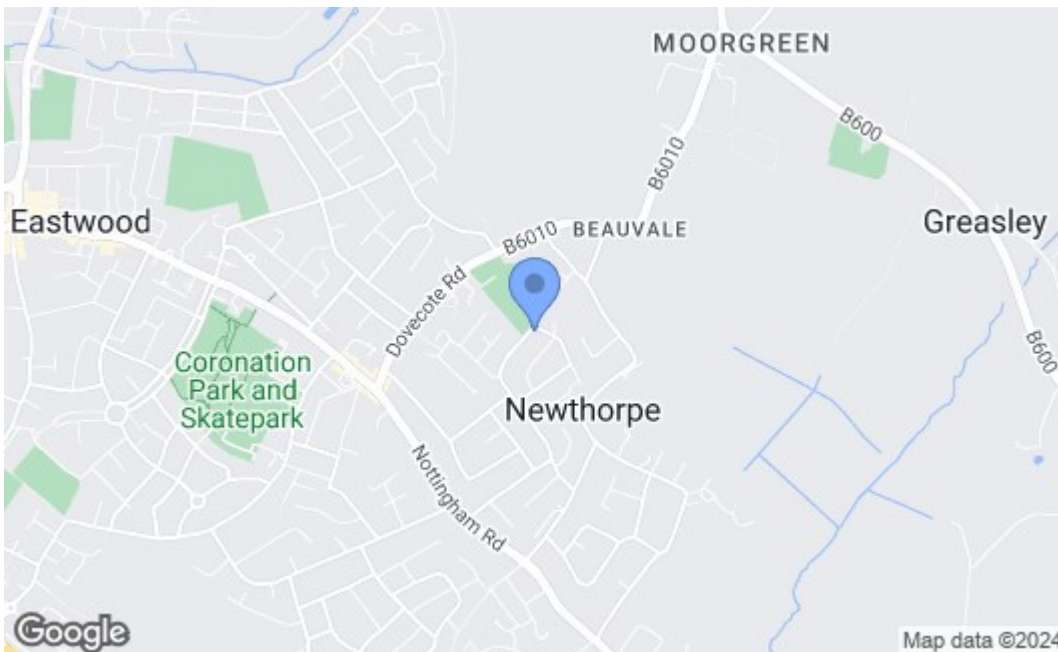 MOORGREEN
B600
B6010
Eastwood
Greasley
B6010
BEAUVALE
Dovecote Rd
B600
Coronation
Park and
Skatepark
Newthorpe
Nottingham Rd
Google
Map data ©2024